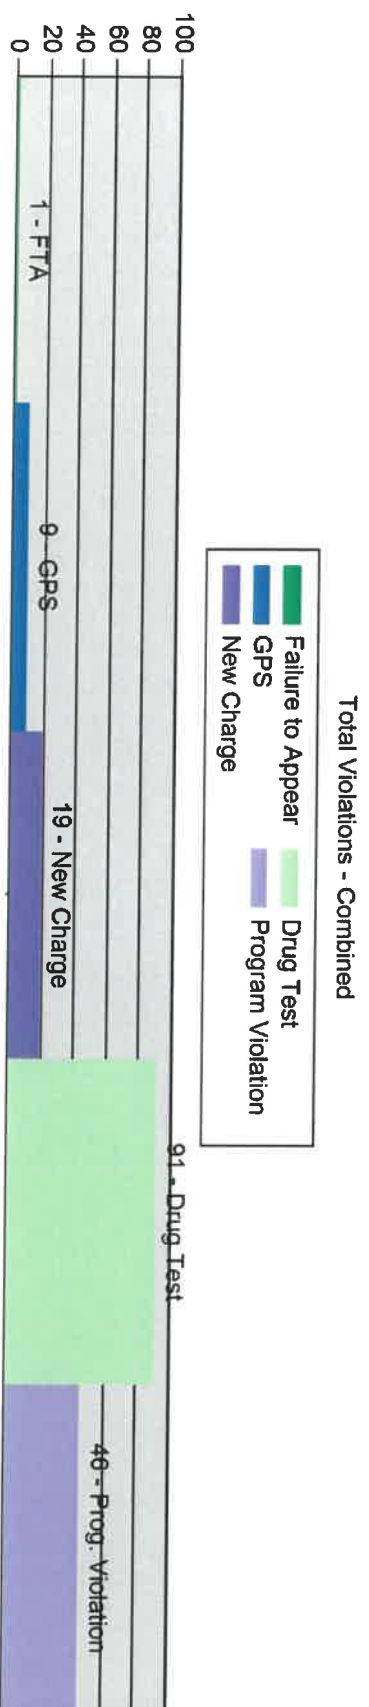 Total Violations - Combined
Failure to Appear
Drug Test
GPS
Program Violation
New Charge
100
80
60
40
20
0
1 - FTA
9 - GPS
19 - New Charge
91 - Drug Test
46 - Prog. Violation